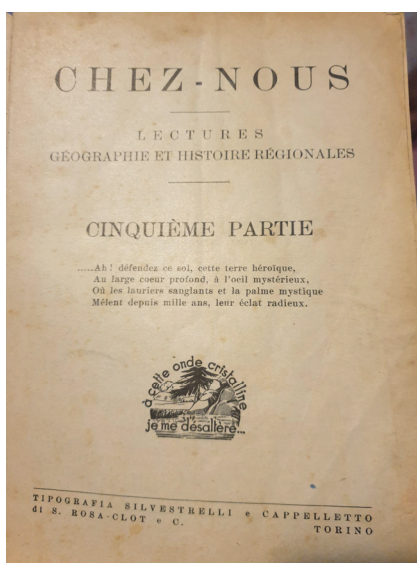 CHEZ-NOUS
LECTURES
GÉOGRAPHIE ET HISTOIRE RÉGIONALES
CINQUIÈME PARTIE
.....Ah! défendez ce sol, cette terre héroïque,
Au large coeur profond, à l'oeil mystérieux,
Où les lauriers sanglants et la palme mystique
Mêlent depuis mille ans, leur éclat radieux.
à cette onde cristalline
je me désallère...
TIPOGRAFIA SILVESTRELLI e CAPPELLETTO
di S. ROSA-CLOT e C. TORINO